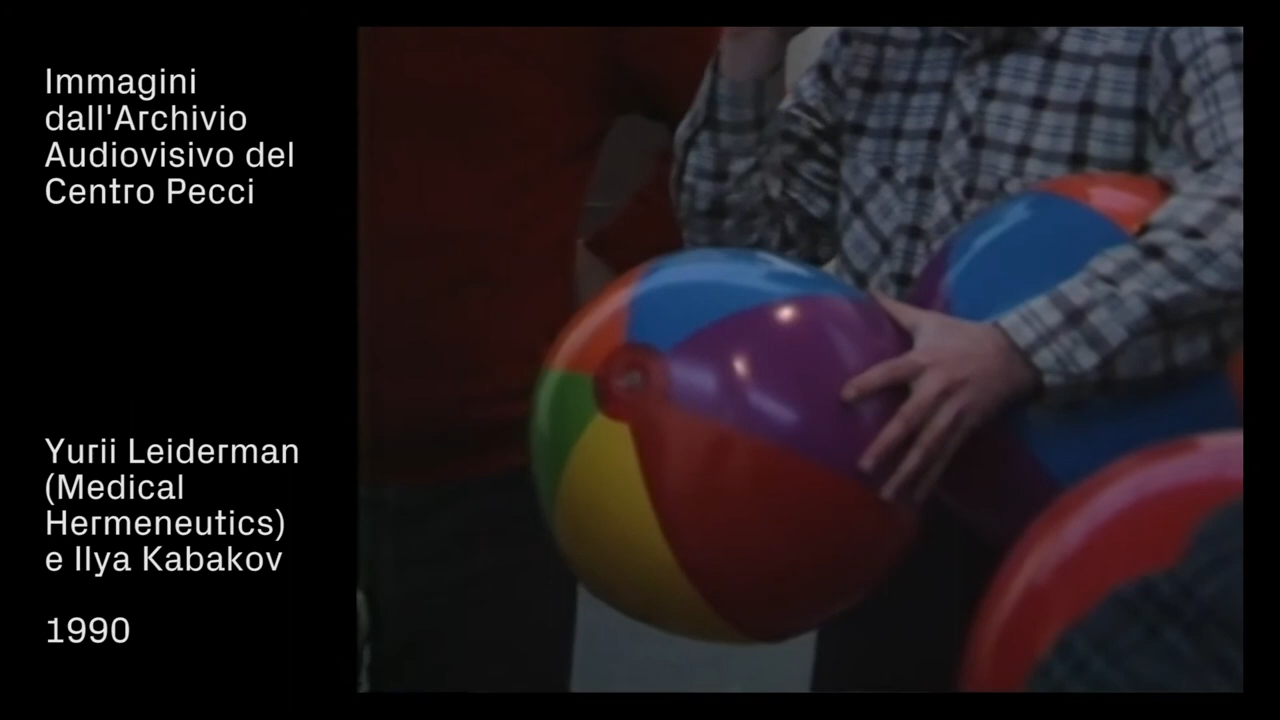 Immagini
dall'Archivio
Audiovisivo del
Centro Pecci
Yurii Leiderman
(Medical
Hermeneutics)
e Ilya Kabakov
1990